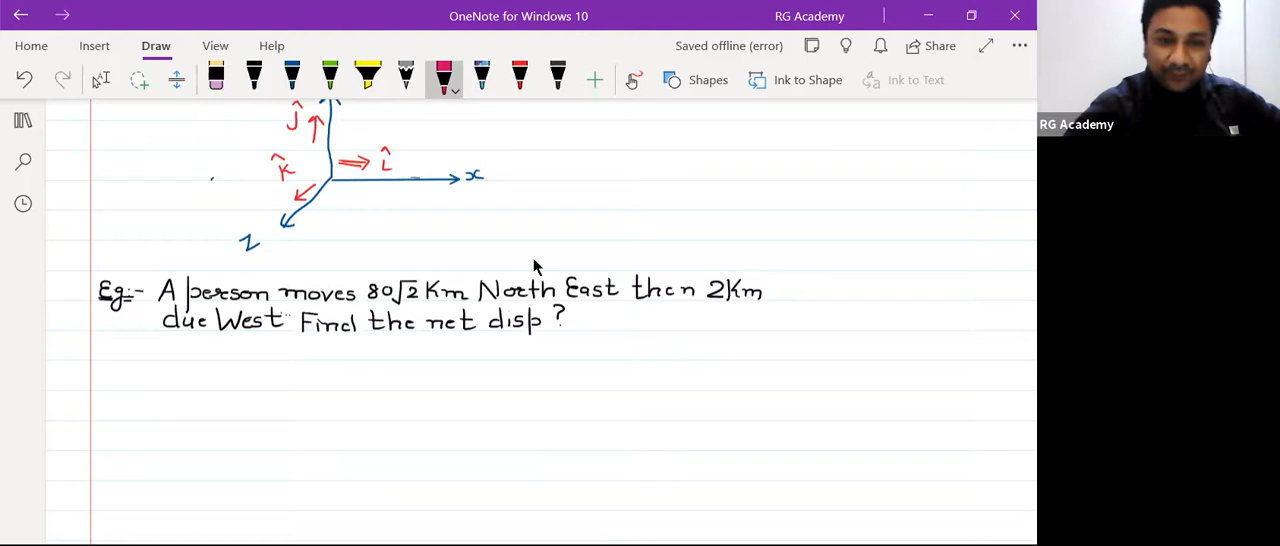 OneNote for Windows 10
RG Academy
Home
Insert
Draw
View
Help
Saved offline (error)
Share
Shapes
Ink to Shape
Ink to Text
RG Academy
ĵ
k̂
î
x
Z
Eg:- A person moves 80√2 Km North East then 2Km
due West. Find the net disp?